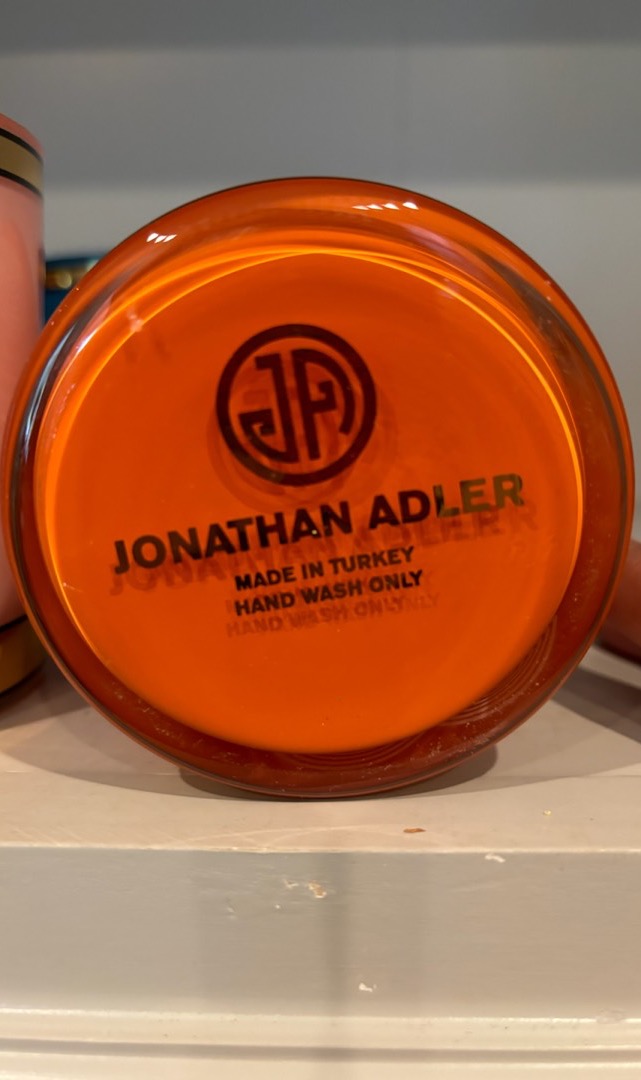 JA
JONATHAN ADLER
MADE IN TURKEY
HAND WASH ONLY